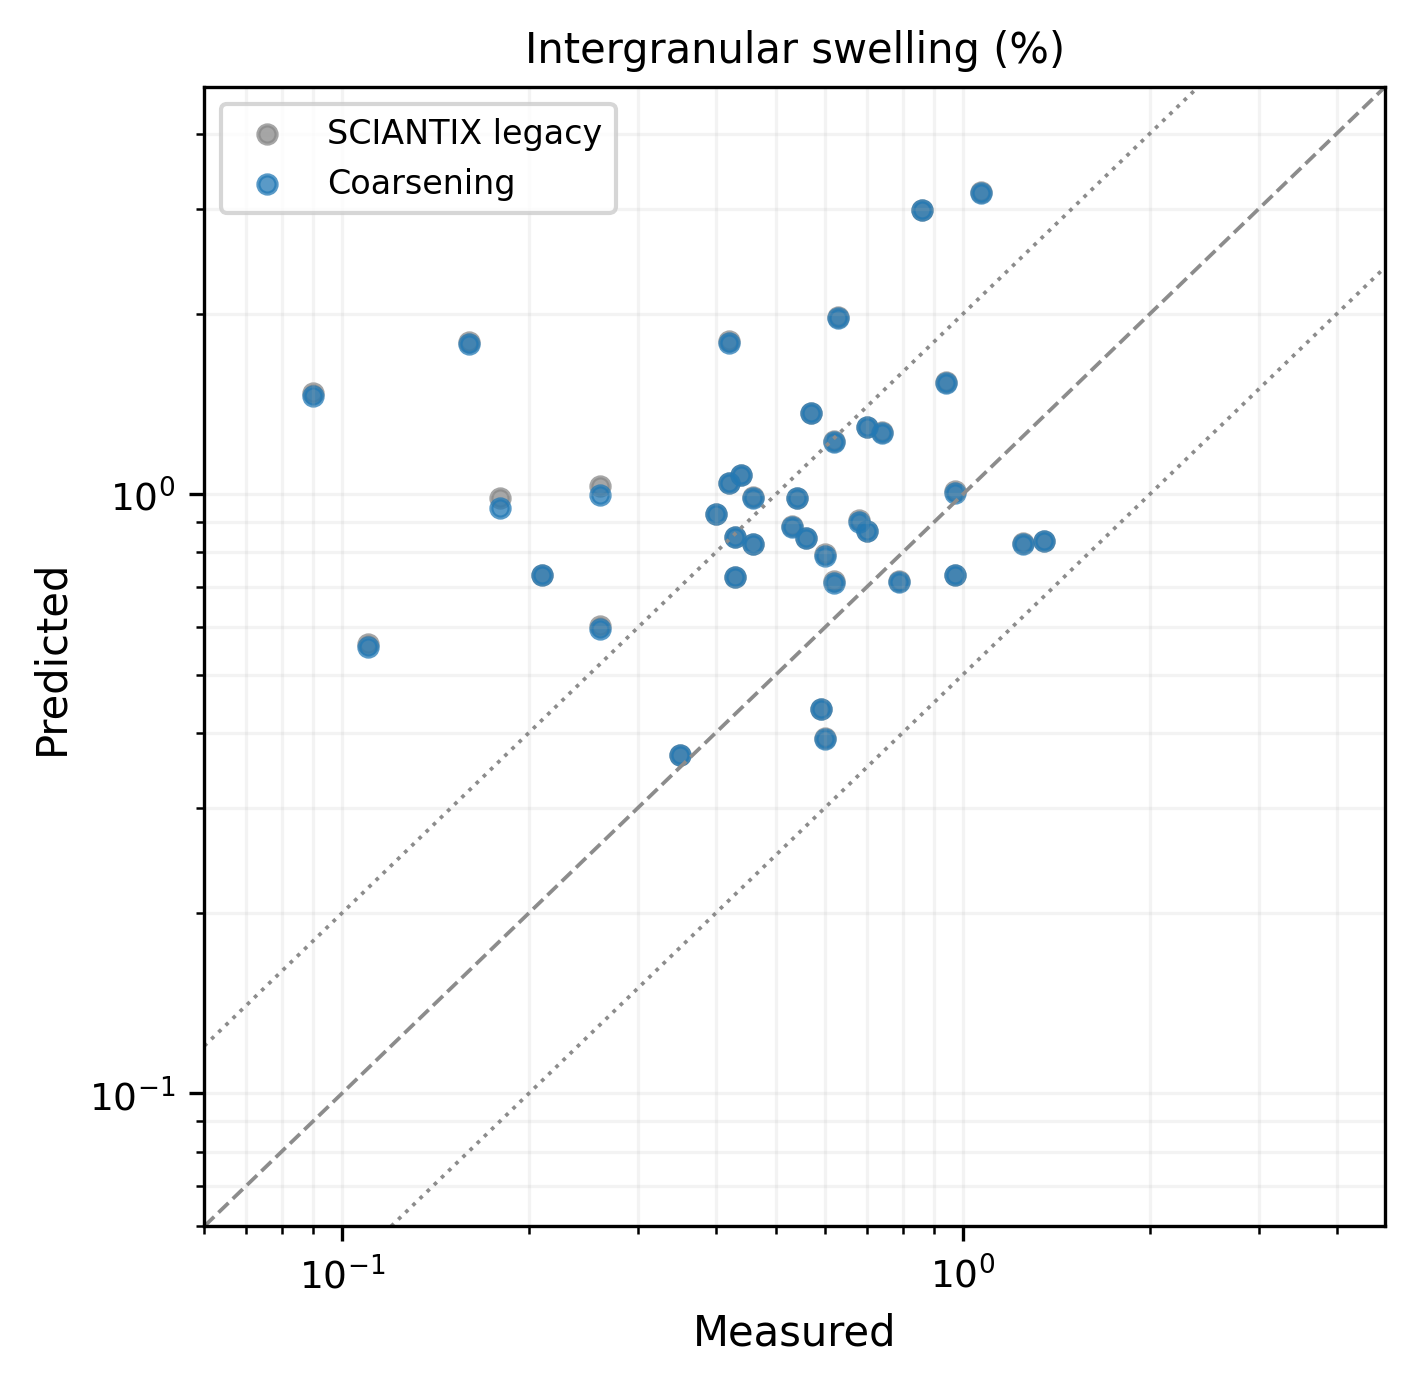 Intergranular swelling (%)
SCIANTIX legacy
Coarsening
Predicted
10⁰
10⁻¹
10⁻¹
10⁰
Measured